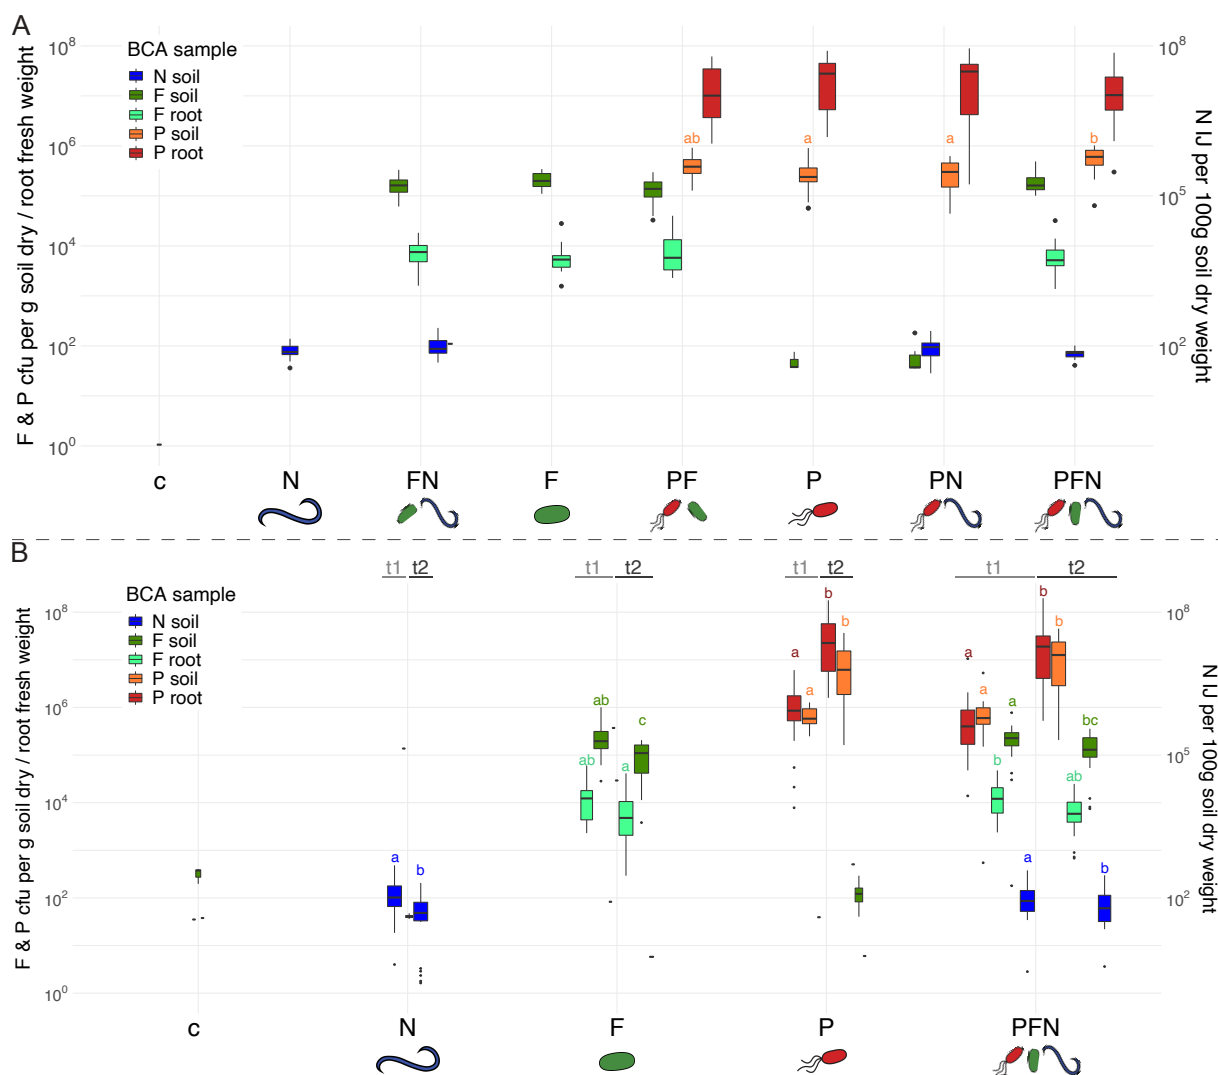 A
F & P cfu per g soil dry / root fresh weight
N IJ per 100g soil dry weight
BCA sample
N soil
F soil
F root
P soil
P root
10^8
10^6
10^4
10^2
10^0
10^8
10^5
10^2
ab
a
a
b
c N FN F PF P PN PFN
B
F & P cfu per g soil dry / root fresh weight
N IJ per 100g soil dry weight
t1 t2 t1 t2 t1 t2 t1 t2
BCA sample
N soil
F soil
F root
P soil
P root
10^8
10^6
10^4
10^2
10^0
10^8
10^5
10^2
a b
ab ab a c
a a b b
a a b a b b ab bc
a b
c N F P PFN